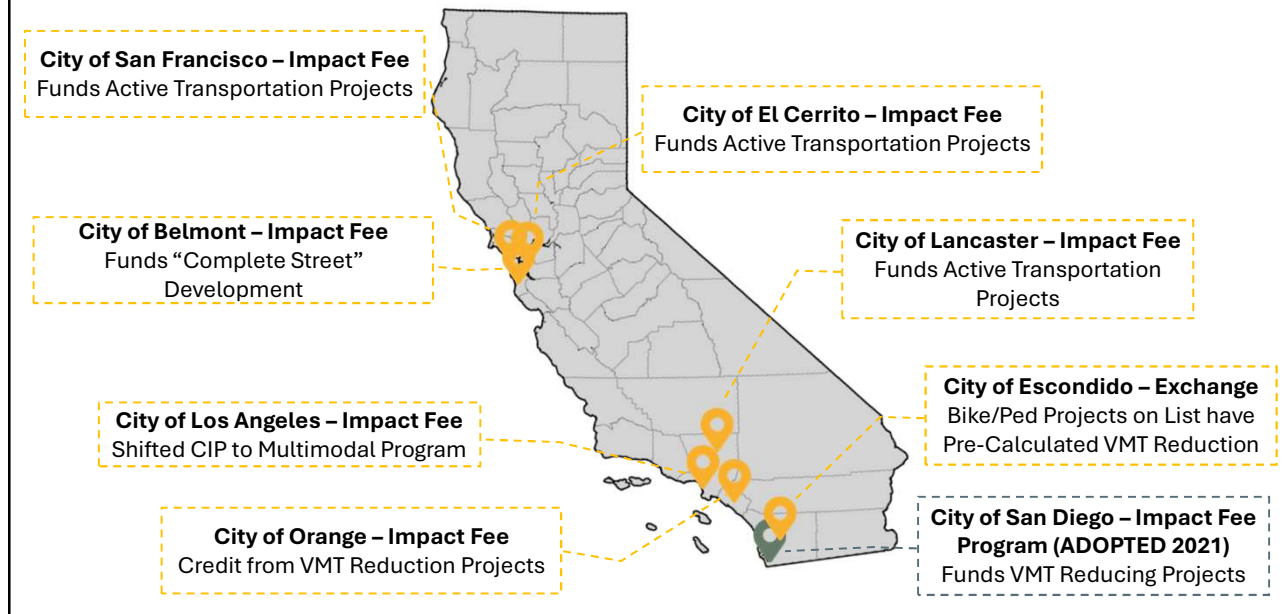 City of San Francisco – Impact Fee
Funds Active Transportation Projects
City of El Cerrito – Impact Fee
Funds Active Transportation Projects
City of Belmont – Impact Fee
Funds “Complete Street”
Development
City of Lancaster – Impact Fee
Funds Active Transportation
Projects
City of Escondido – Exchange
Bike/Ped Projects on List have
Pre-Calculated VMT Reduction
City of Los Angeles – Impact Fee
Shifted CIP to Multimodal Program
City of Orange – Impact Fee
Credit from VMT Reduction Projects
City of San Diego – Impact Fee
Program (ADOPTED 2021)
Funds VMT Reducing Projects